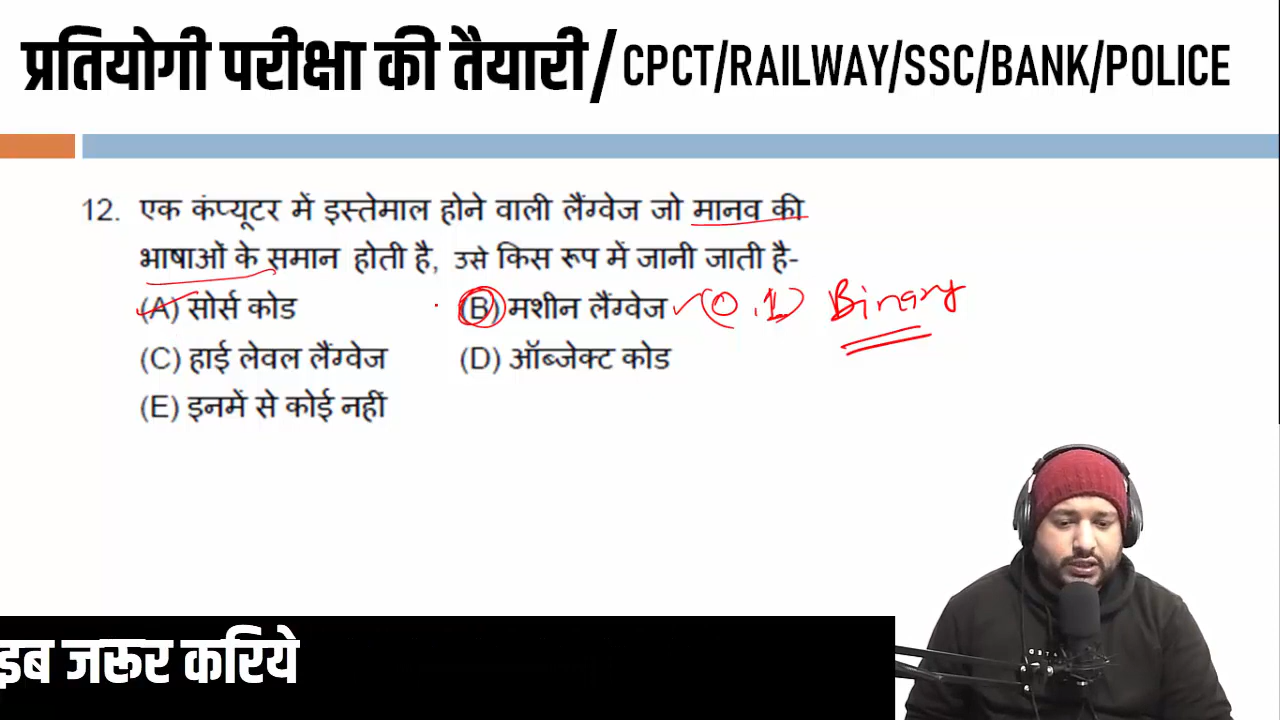 प्रतियोगी परीक्षा की तैयारी/CPCT/RAILWAY/SSC/BANK/POLICE
12. एक कंप्यूटर में इस्तेमाल होने वाली लैंग्वेज जो मानव की
भाषाओं के समान होती है, उसे किस रूप में जानी जाती है-
(A) सोर्स कोड (B) मशीन लैंग्वेज (0,1) Binary
(C) हाई लेवल लैंग्वेज (D) ऑब्जेक्ट कोड
(E) इनमें से कोई नहीं
इब जरूर करिये